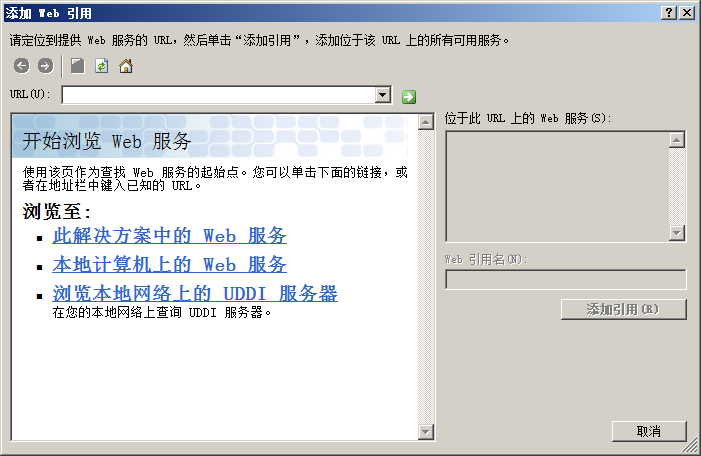 添加 Web 引用
请定位到提供 Web 服务的 URL，然后单击“添加引用”，添加位于该 URL 上的所有可用服务。
URL(U):
开始浏览 Web 服务
使用该页作为查找 Web 服务的起始点。您可以单击下面的链接，或
者在地址栏中键入已知的 URL。
浏览至:
此解决方案中的 Web 服务
本地计算机上的 Web 服务
浏览本地网络上的 UDDI 服务器
在您的本地网络上查询 UDDI 服务器。
位于此 URL 上的 Web 服务(S):
Web 引用名(N):
添加引用(R)
取消